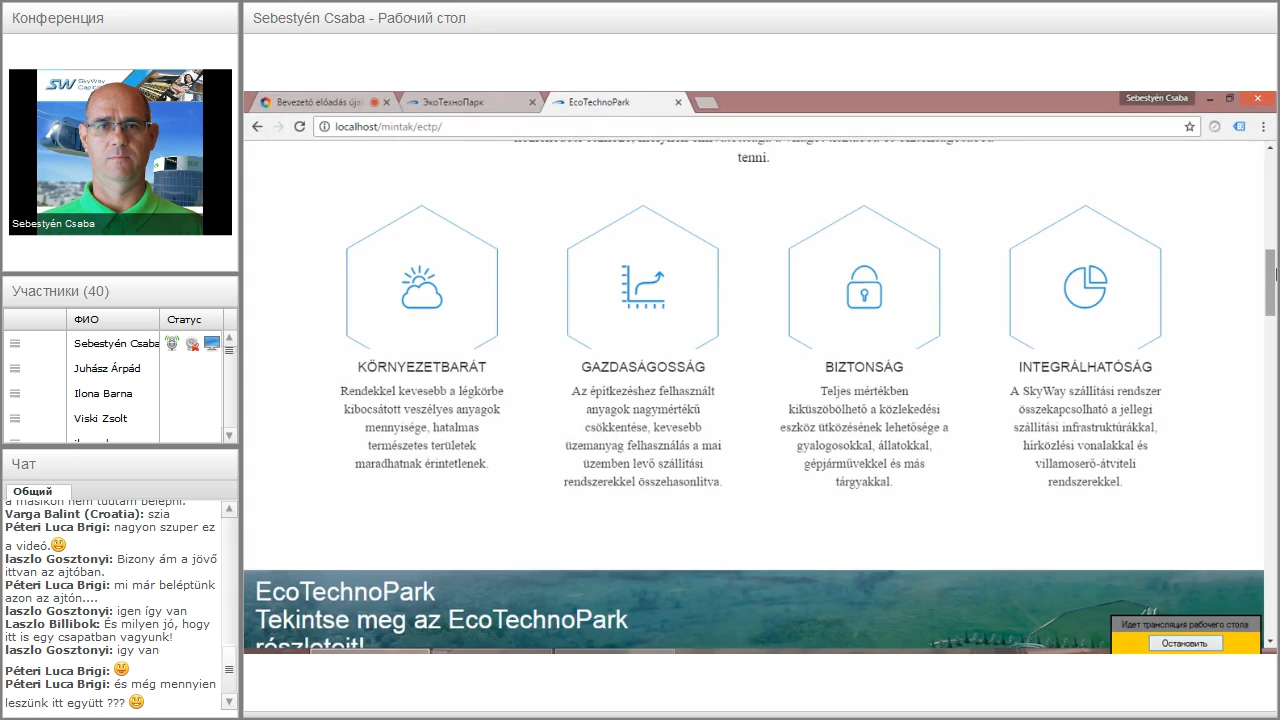 Конференция
SW SkyWay
Sebestyén Csaba
Участники (40)
ФИО
Статус
Sebestyén Csaba
Juhász Árpád
Ilona Barna
Viski Zsolt
Чат
Общий
a másikon nem tudtam belépni.
Varga Balint (Croatia): szia
Péteri Luca Brigi: nagyon szuper ez
a videó.
laszlo Gosztonyi: Bizony ám a jövő
ittvan az ajtóban.
Péteri Luca Brigi: mi már beléptünk
azon az ajtón....
laszlo Gosztonyi: igen így van
Laszlo Billibok: És milyen jó, hogy
itt is egy csapatban vagyunk!
laszlo Gosztonyi: igy van
Péteri Luca Brigi:
Péteri Luca Brigi: és még mennyien
leszünk itt együtt ???
Sebestyén Csaba - Рабочий стол
Bevezető előadás úja
ЭкоТехноПарк
EcoTechnoPark
Sebestyén Csaba
localhost/mintak/ectp/
tenni.
KÖRNYEZETBARÁT
Rendekkel kevesebb a légkörbe
kibocsátott veszélyes anyagok
mennyisége, hatalmas
természetes területek
maradhatnak érintetlenek.
GAZDASÁGOSSÁG
Az építkezéshez felhasznált
anyagok nagymértékű
csökkentése, kevesebb
üzemanyag felhasználás a mai
üzemben levő szállítási
rendszerekkel összehasonlítva.
BIZTONSÁG
Teljes mértékben
kiküszöbölhető a közlekedési
eszköz ütközésének lehetősége a
gyalogosokkal, állatokkal,
gépjárművekkel és más
tárgyakkal.
INTEGRÁLHATÓSÁG
A SkyWay szállítási rendszer
összekapcsolható a jellegi
szállítási infrastruktúrákkal,
hírközlési vonalakkal és
villamoserő-átviteli
rendszerekkel.
EcoTechnoPark
Tekintse meg az EcoTechnoPark
részleteit!
Идет трансляция рабочего стола
Остановить